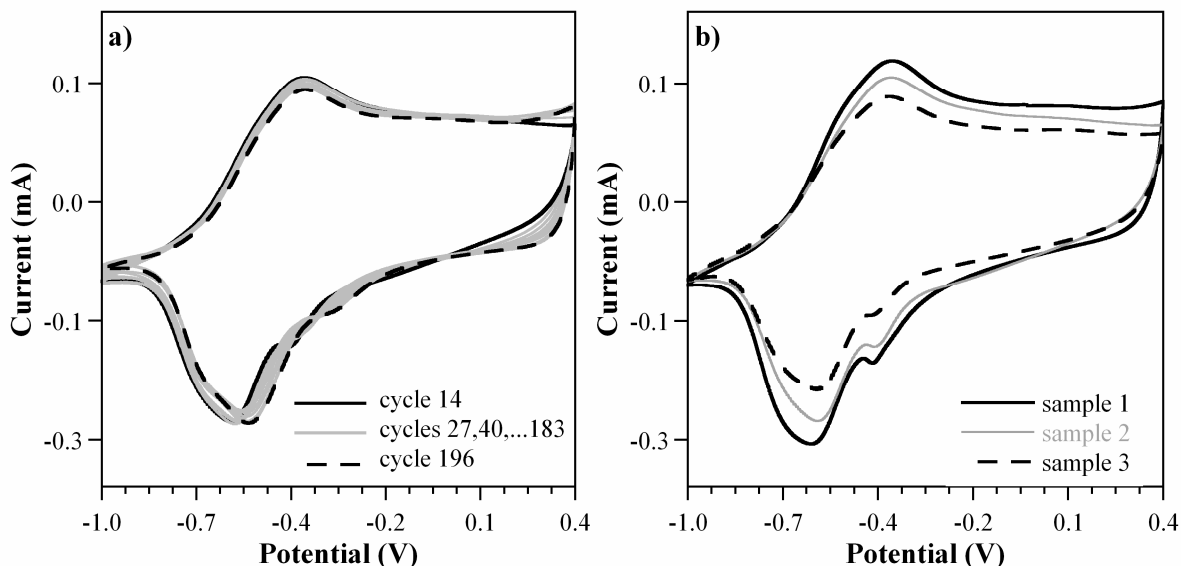 a)
Current (mA)
0.1
0.0
-0.1
-0.3
cycle 14
cycles 27,40,...183
cycle 196
-1.0 -0.7 -0.4 -0.2 0.1 0.4
Potential (V)
b)
Current (mA)
0.1
0.0
-0.1
-0.3
sample 1
sample 2
sample 3
-1.0 -0.7 -0.4 -0.2 0.1 0.4
Potential (V)